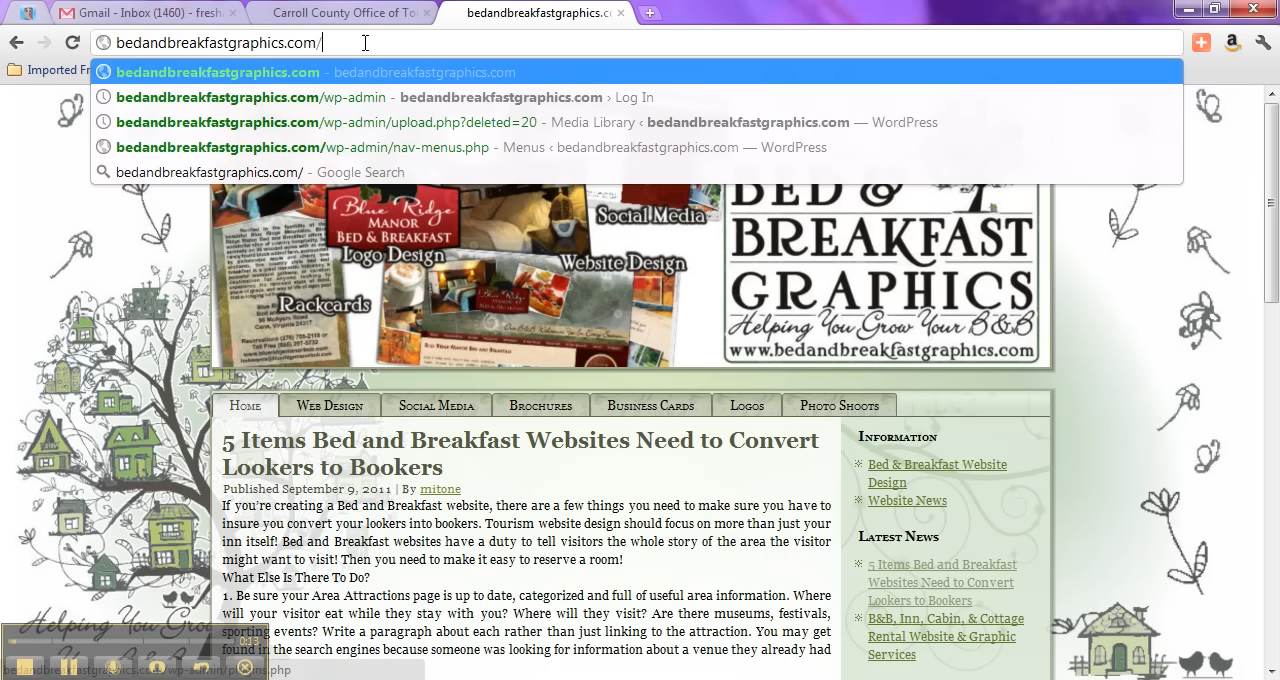 Gmail - Inbox (1460) - fresh
Carroll County Office of To
bedandbreakfastgraphics.c
bedandbreakfastgraphics.com/
Imported Fr
bedandbreakfastgraphics.com - bedandbreakfastgraphics.com
bedandbreakfastgraphics.com/wp-admin - bedandbreakfastgraphics.com › Log In
bedandbreakfastgraphics.com/wp-admin/upload.php?deleted=20 - Media Library ‹ bedandbreakfastgraphics.com — WordPress
bedandbreakfastgraphics.com/wp-admin/nav-menus.php - Menus ‹ bedandbreakfastgraphics.com — WordPress
bedandbreakfastgraphics.com/ - Google Search
Blue Ridge
Manor
Bed & Breakfast
Logo Design
Social Media
Website Design
Rackcards
BED &
BREAKFAST
GRAPHICS
Helping You Grow Your B&B
www.bedandbreakfastgraphics.com
Home
Web Design
Social Media
Brochures
Business Cards
Logos
Photo Shoots
5 Items Bed and Breakfast Websites Need to Convert
Lookers to Bookers
Published September 9, 2011 | By mitone
If you're creating a Bed and Breakfast website, there are a few things you need to make sure you have to
insure you convert your lookers into bookers. Tourism website design should focus on more than just your
inn itself! Bed and Breakfast websites have a duty to tell visitors the whole story of the area the visitor
might want to visit! Then you need to make it easy to reserve a room!
What Else Is There To Do?
1. Be sure your Area Attractions page is up to date, categorized and full of useful area information. Where
will your visitor eat while they stay with you? Where will they visit? Are there museums, festivals,
sporting events? Write a paragraph about each rather than just linking to the attraction. You may get
found in the search engines because someone was looking for information about a venue they already had
Information
Bed & Breakfast Website
Design
Website News
Latest News
5 Items Bed and Breakfast
Websites Need to Convert
Lookers to Bookers
B&B, Inn, Cabin, & Cottage
Rental Website & Graphic
Services
Helping You Grow
0:13
bedandbreakfastgraphics.com/wp-admin/plugins.php